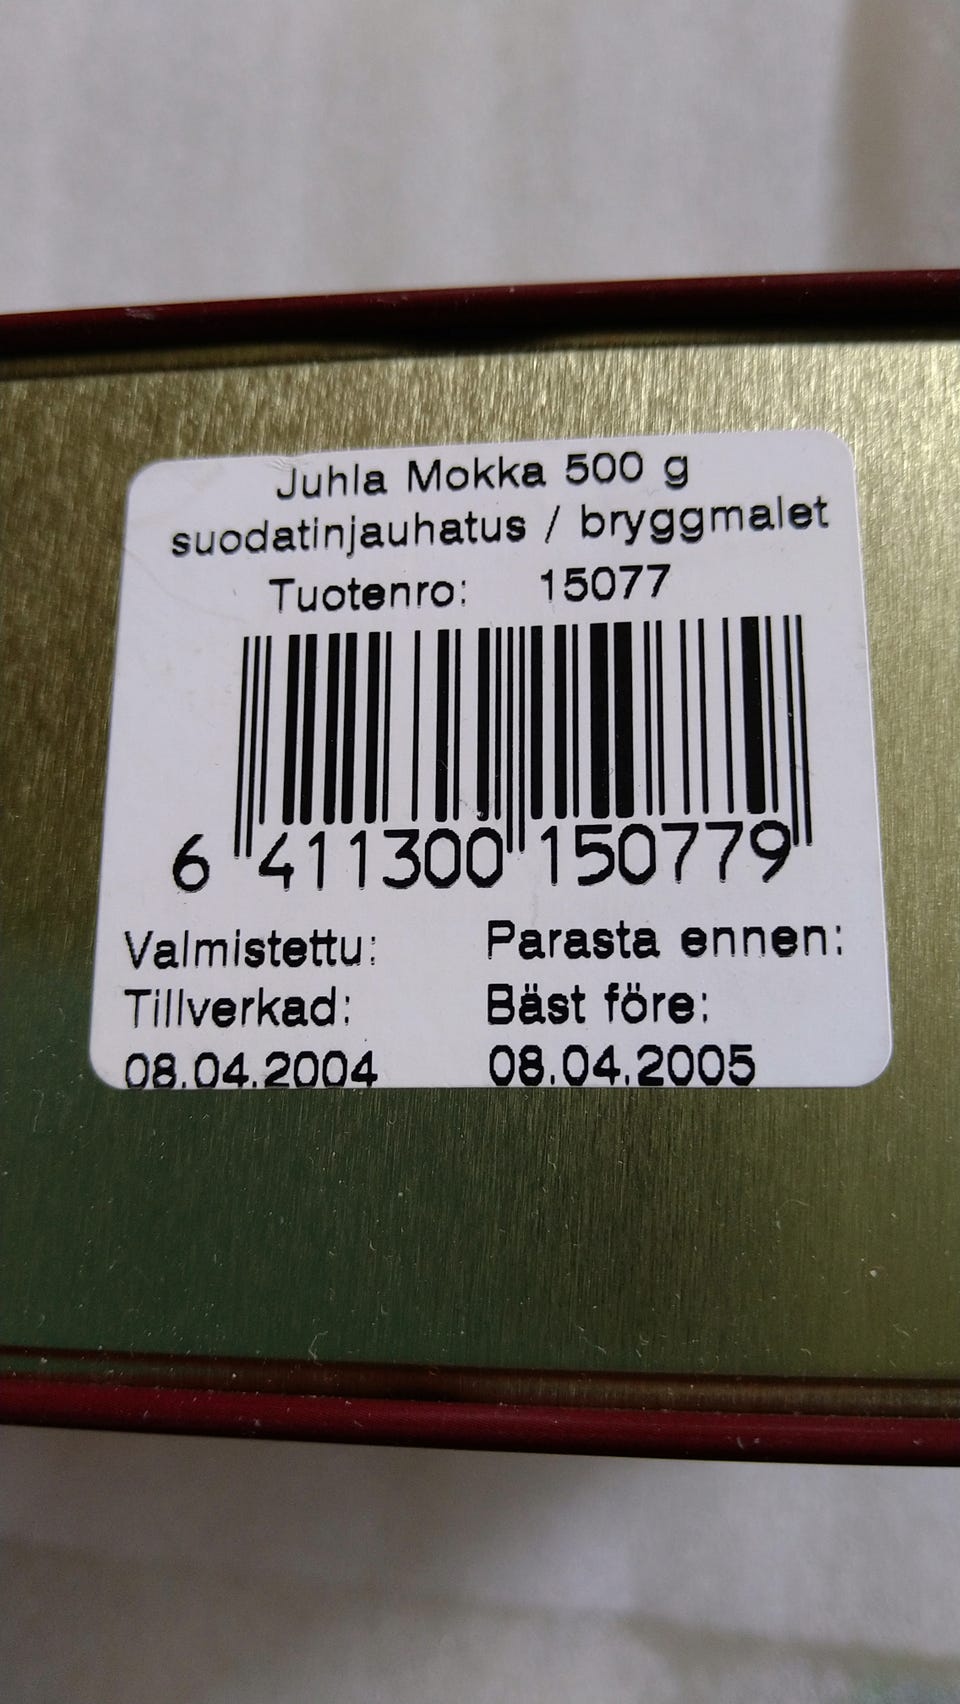 Juhla Mokka 500 g
suodatinjauhatus / bryggmalet
Tuotenro: 15077
6 411300 150779
Valmistettu: Parasta ennen:
Tillverkad: Bäst före:
08.04.2004 08.04.2005